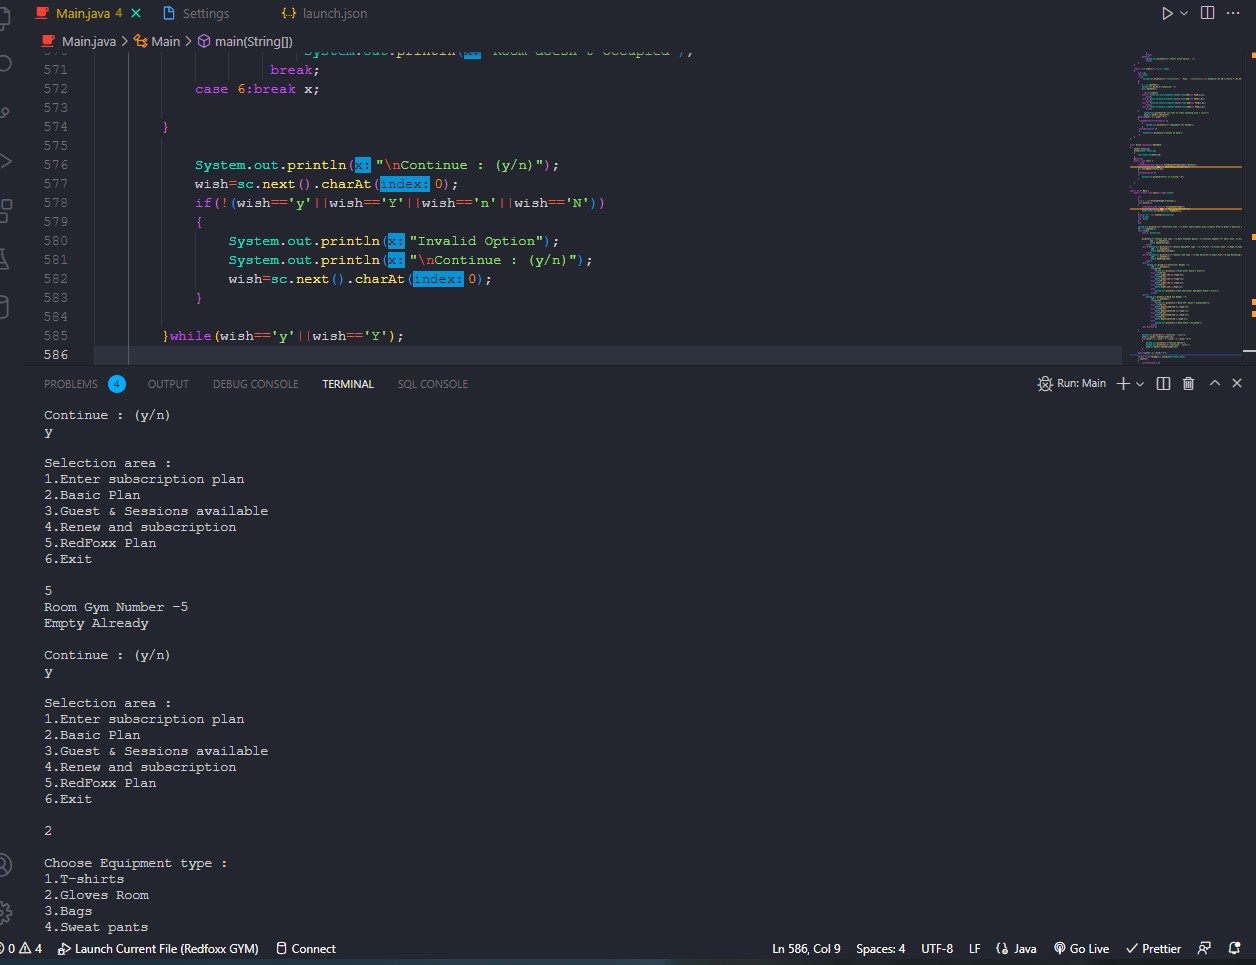 Main.java 4
Settings
launch.json
Main.java > Main > main(String[])
571 break;
572 case 6:break x;
573
574 }
575
576 System.out.println(x: "\nContinue : (y/n)");
577 wish=sc.next().charAt(index: 0);
578 if(!(wish=='y'||wish=='Y'||wish=='n'||wish=='N'))
579 {
580 System.out.println(x: "Invalid Option");
581 System.out.println(x: "\nContinue : (y/n)");
582 wish=sc.next().charAt(index: 0);
583 }
584
585 }while(wish=='y'||wish=='Y');
586
PROBLEMS 4 OUTPUT DEBUG CONSOLE TERMINAL SQL CONSOLE Run: Main
Continue : (y/n)
y
Selection area :
1.Enter subscription plan
2.Basic Plan
3.Guest & Sessions available
4.Renew and subscription
5.RedFoxx Plan
6.Exit
5
Room Gym Number -5
Empty Already
Continue : (y/n)
y
Selection area :
1.Enter subscription plan
2.Basic Plan
3.Guest & Sessions available
4.Renew and subscription
5.RedFoxx Plan
6.Exit
2
Choose Equipment type :
1.T-shirts
2.Gloves Room
3.Bags
4.Sweat pants
0 4 Launch Current File (Redfoxx GYM) Connect Ln 586, Col 9 Spaces: 4 UTF-8 LF Java Go Live Prettier